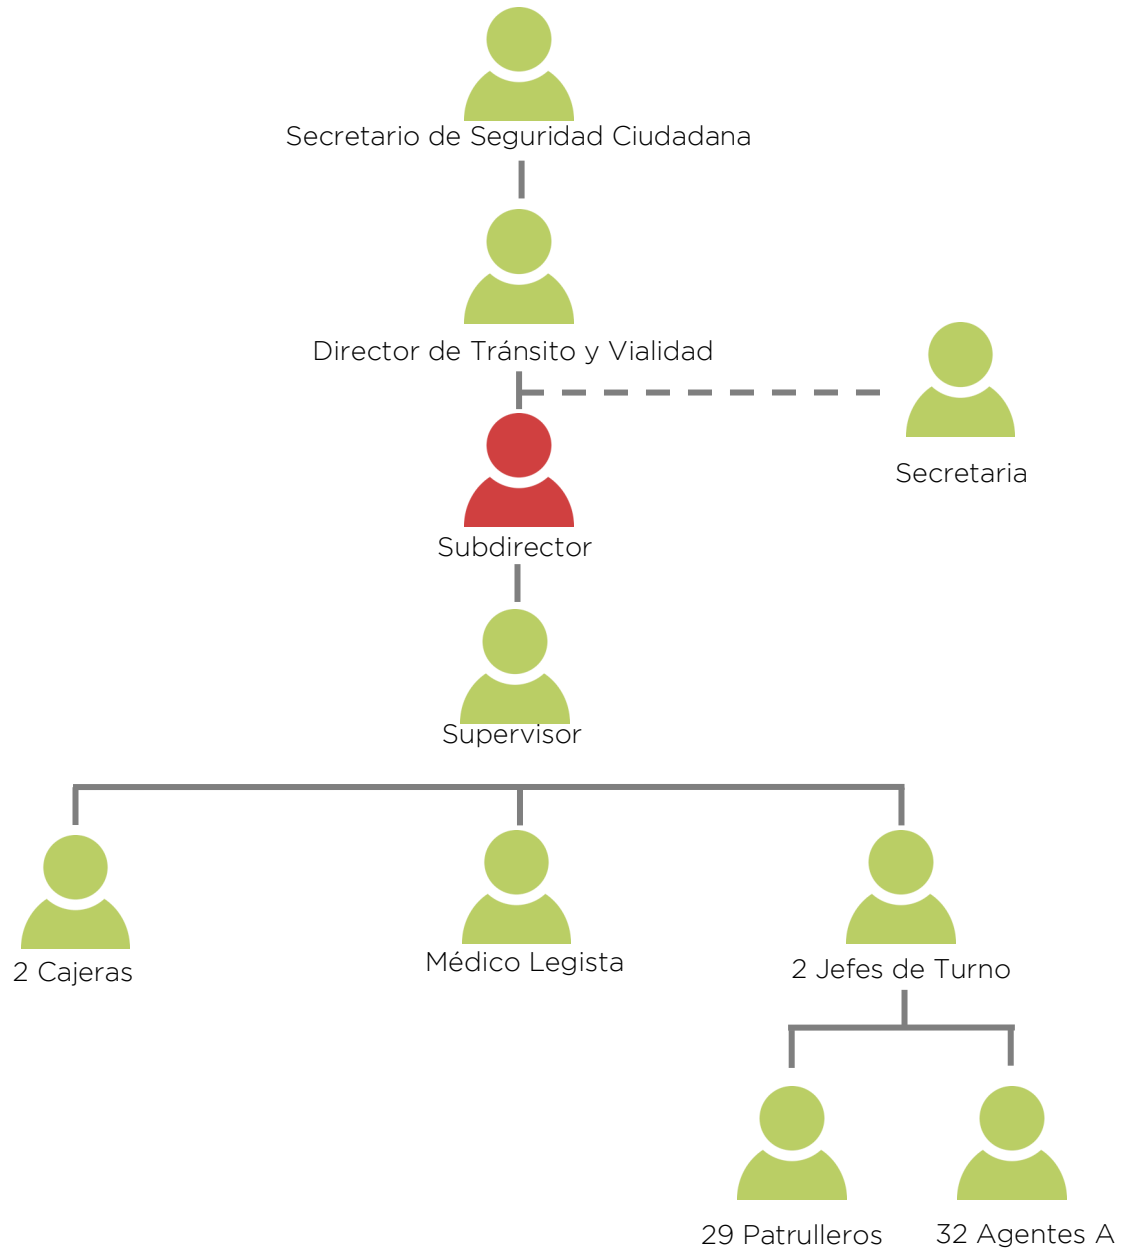 Secretario de Seguridad Ciudadana
Director de Tránsito y Vialidad
Secretaria
Subdirector
Supervisor
2 Cajeras
Médico Legista
2 Jefes de Turno
29 Patrulleros
32 Agentes A